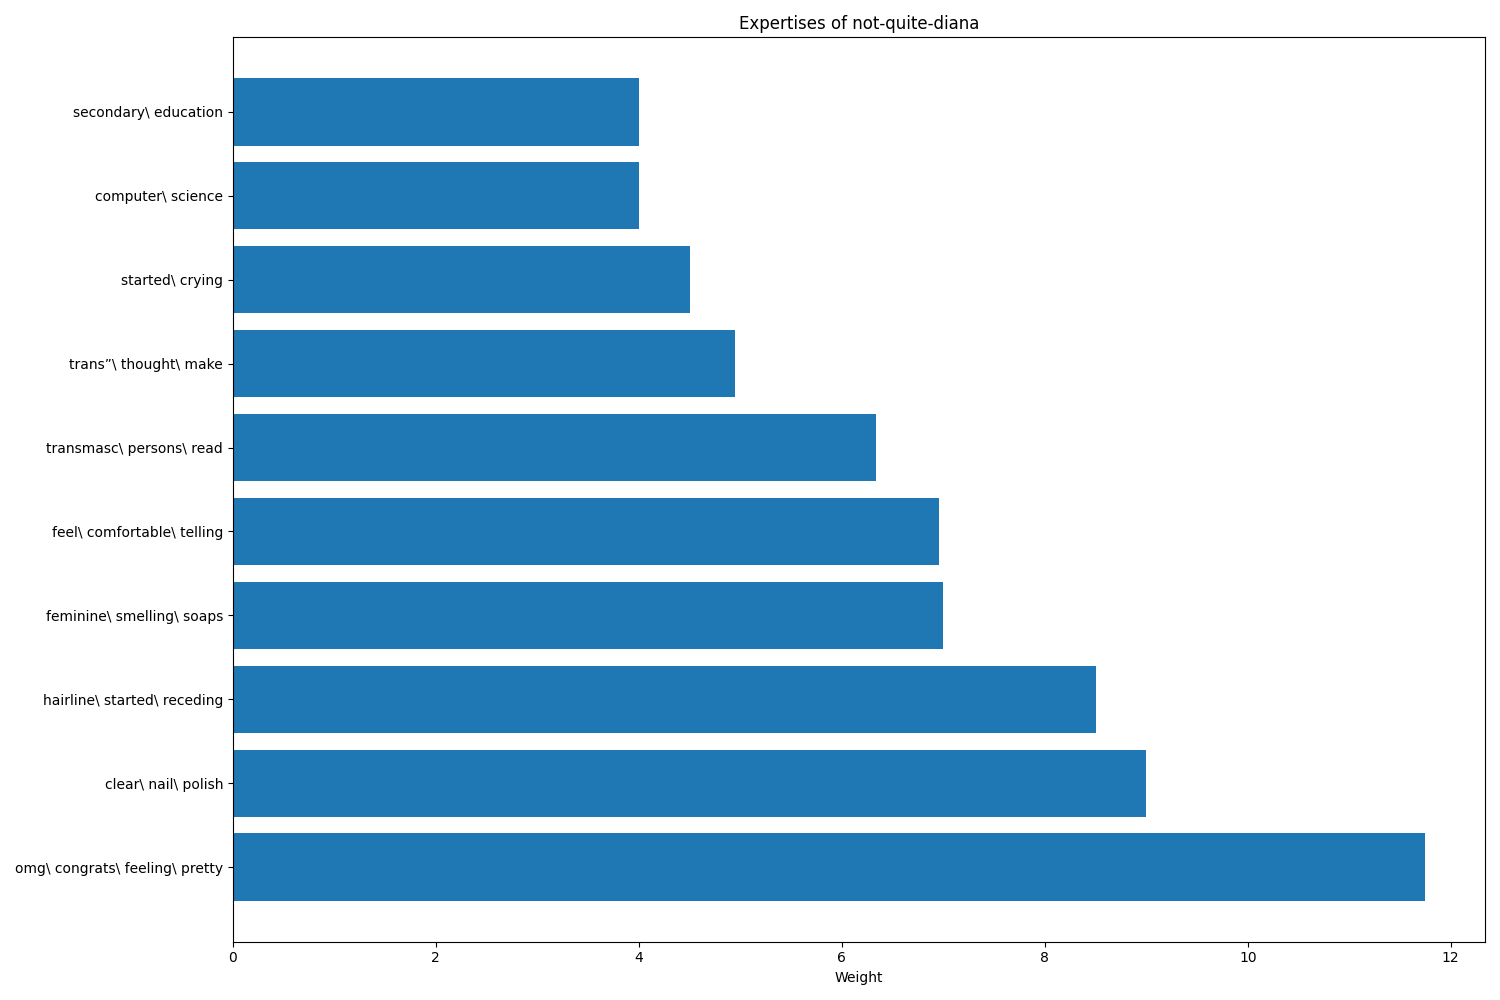 Expertises of not-quite-diana
secondary\ education
computer\ science
started\ crying
trans”\ thought\ make
transmasc\ persons\ read
feel\ comfortable\ telling
feminine\ smelling\ soaps
hairline\ started\ receding
clear\ nail\ polish
omg\ congrats\ feeling\ pretty
0 2 4 6 8 10 12
Weight